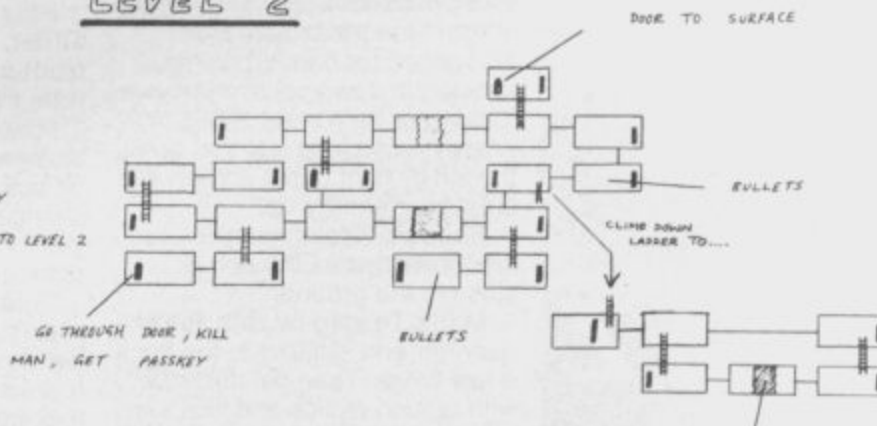 LEVEL 2
DOOR TO SURFACE
BULLETS
TO LEVEL 2
CLIMB DOWN
LADDER TO....
GO THROUGH DOOR, KILL
MAN, GET PASSKEY
BULLETS